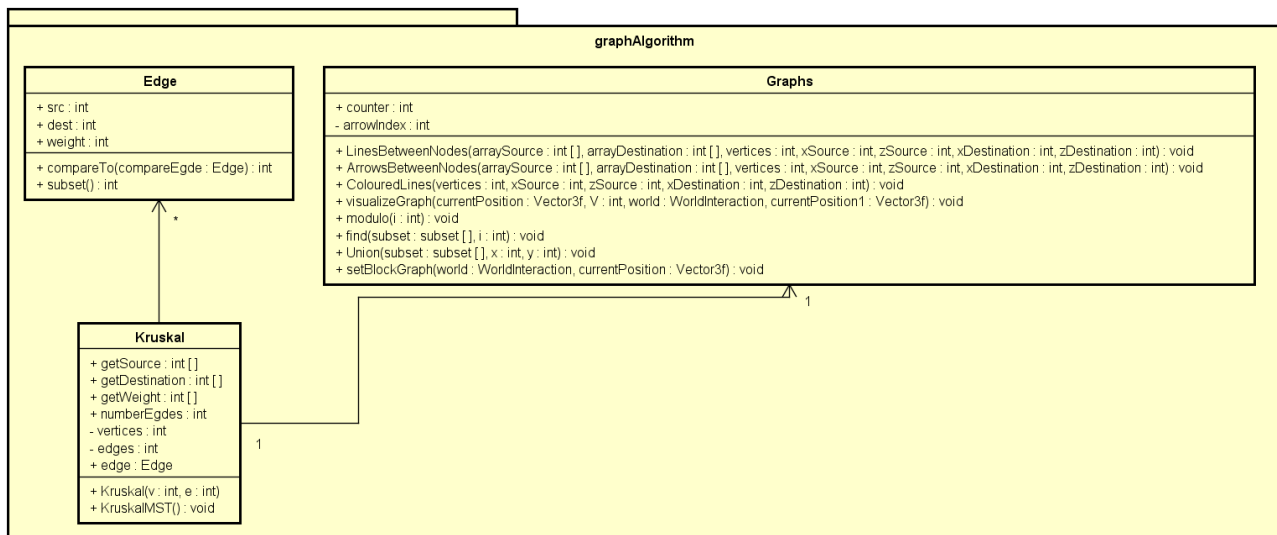 graphAlgorithm
Edge
+ src : int
+ dest : int
+ weight : int
+ compareTo(compareEgde : Edge) : int
+ subset() : int
*
Graphs
+ counter : int
- arrowIndex : int
+ LinesBetweenNodes(arraySource : int [ ], arrayDestination : int [ ], vertices : int, xSource : int, zSource : int, xDestination : int, zDestination : int) : void
+ ArrowsBetweenNodes(arraySource : int [ ], arrayDestination : int [ ], vertices : int, xSource : int, zSource : int, xDestination : int, zDestination : int) : void
+ ColouredLines(vertices : int, xSource : int, zSource : int, xDestination : int, zDestination : int) : void
+ visualizeGraph(currentPosition : Vector3f, V : int, world : WorldInteraction, currentPosition1 : Vector3f) : void
+ modulo(i : int) : void
+ find(subset : subset [ ], i : int) : void
+ Union(subset : subset [ ], x : int, y : int) : void
+ setBlockGraph(world : WorldInteraction, currentPosition : Vector3f) : void
1
Kruskal
+ getSource : int [ ]
+ getDestination : int [ ]
+ getWeight : int [ ]
+ numberEgdes : int
- vertices : int
- edges : int
+ edge : Edge
+ Kruskal(v : int, e : int)
+ KruskalMST() : void
1